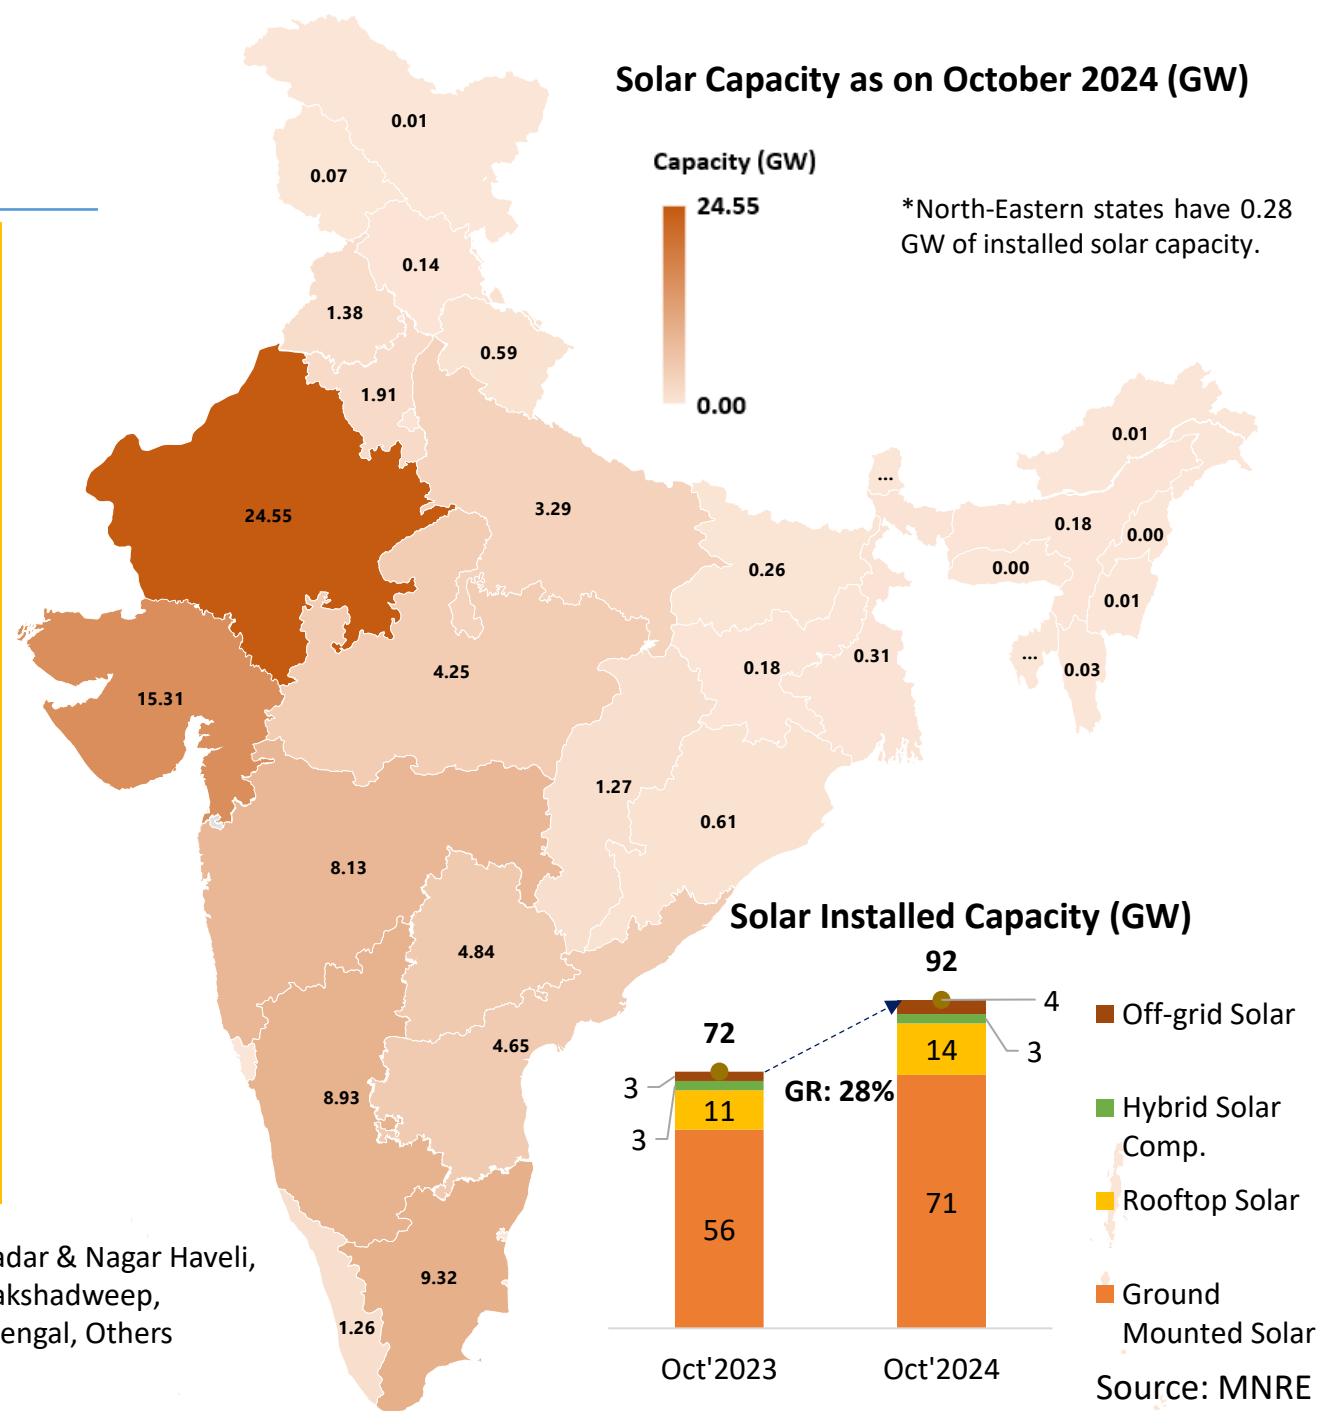 Solar Capacity as on October 2024 (GW)
Capacity (GW)
24.55
0.00
*North-Eastern states have 0.28
GW of installed solar capacity.
0.01
0.07
0.14
1.38
0.59
1.91
24.55
3.29
0.26
...
0.01
0.18
0.00
0.00
0.01
...
0.03
15.31
4.25
0.18
0.31
1.27
0.61
8.13
4.84
4.65
8.93
9.32
1.26
Solar Installed Capacity (GW)
72
92
GR: 28%
3
3
11
56
4
3
14
71
Oct'2023
Oct'2024
Off-grid Solar
Hybrid Solar
Comp.
Rooftop Solar
Ground
Mounted Solar
Source: MNRE
adar & Nagar Haveli,
akshadweep,
engal, Others